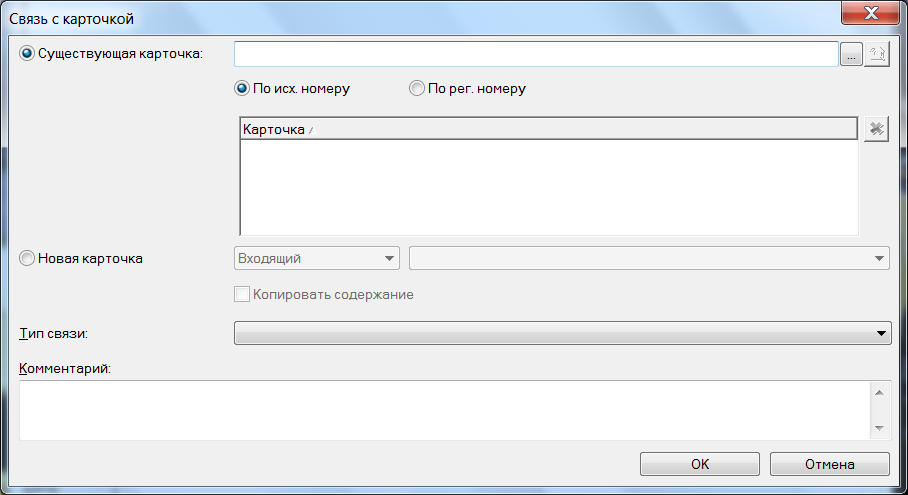 Связь с карточкой
Существующая карточка:
...
По исх. номеру
По рег. номеру
Карточка
Новая карточка
Входящий
Копировать содержание
Тип связи:
Комментарий:
OK
Отмена